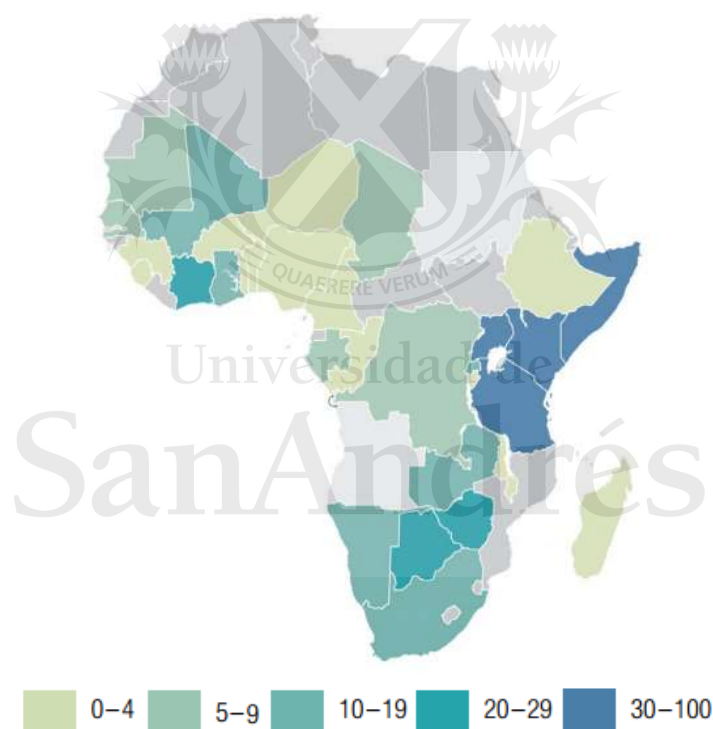 QUAERERE VERUM
Universidad de
SanAndrés
0–4 5–9 10–19 20–29 30–100